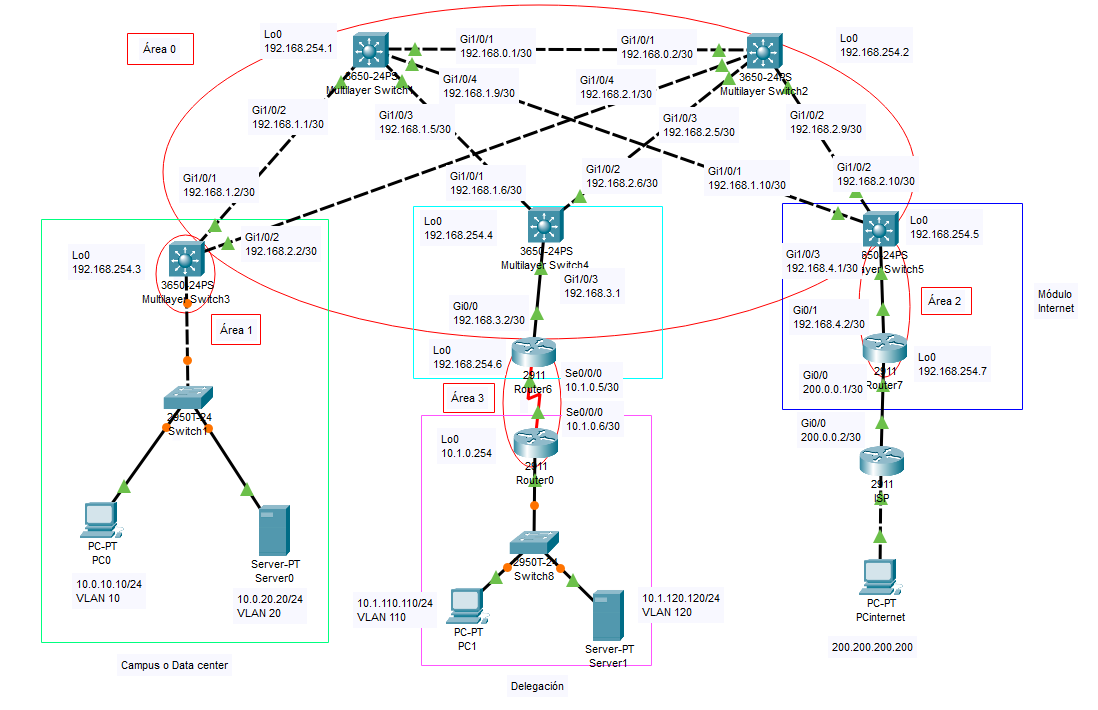 Área 0
Lo0
192.168.254.1
Gi1/0/1
192.168.0.1/30
Gi1/0/1
192.168.0.2/30
Lo0
192.168.254.2
3650-24PS
Multilayer Switch1
3650-24PS
Multilayer Switch2
Gi1/0/4
192.168.1.9/30
Gi1/0/4
192.168.2.1/30
Gi1/0/2
192.168.1.1/30
Gi1/0/3
192.168.1.5/30
Gi1/0/3
192.168.2.5/30
Gi1/0/2
192.168.2.9/30
Gi1/0/1
192.168.1.2/30
Gi1/0/1
192.168.1.6/30
Gi1/0/2
192.168.2.6/30
Gi1/0/1
192.168.1.10/30
Gi1/0/2
192.168.2.10/30
Gi1/0/2
192.168.2.2/30
Lo0
192.168.254.3
3650-24PS
Multilayer Switch3
Área 1
Lo0
192.168.254.4
3650-24PS
Multilayer Switch4
Gi1/0/3
192.168.3.1
Gi0/0
192.168.3.2/30
Lo0
192.168.254.6
2911
Router6
Lo0
192.168.254.5
3650-24PS
Multilayer Switch5
Gi1/0/3
192.168.4.1/30
Gi0/1
192.168.4.2/30
Área 2
Módulo
Internet
Lo0
192.168.254.7
2911
Router7
Gi0/0
200.0.0.1/30
Gi0/0
200.0.0.2/30
2911
ISP
PC-PT
PCinternet
200.200.200.200
Se0/0/0
10.1.0.5/30
Área 3
Se0/0/0
10.1.0.6/30
Lo0
10.1.0.254
2911
Router0
2950T-24
Switch1
PC-PT
PC0
10.0.10.10/24
VLAN 10
Server-PT
Server0
10.0.20.20/24
VLAN 20
Campus o Data center
2950T-24
Switch8
10.1.110.110/24
VLAN 110
PC-PT
PC1
10.1.120.120/24
VLAN 120
Server-PT
Server1
Delegación